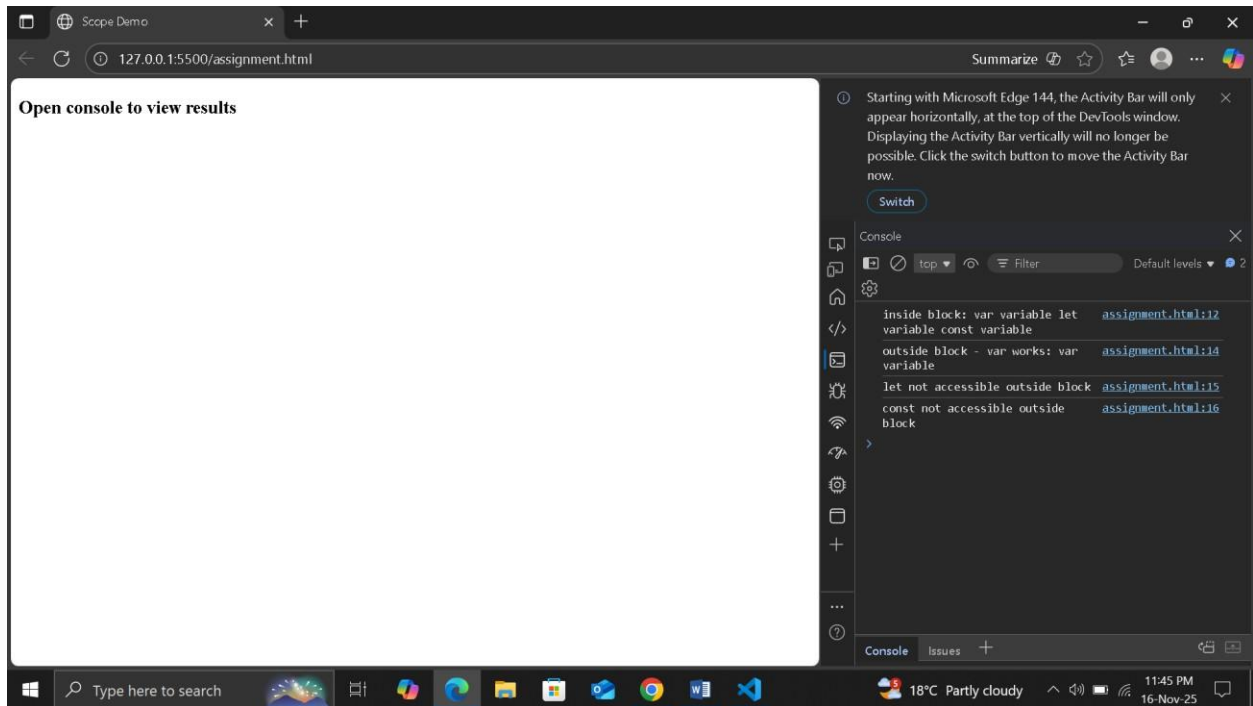 Scope Demo
127.0.0.1:5500/assignment.html
Summarize
Open console to view results
Starting with Microsoft Edge 144, the Activity Bar will only
appear horizontally, at the top of the DevTools window.
Displaying the Activity Bar vertically will no longer be
possible. Click the switch button to move the Activity Bar
now.
Switch
Console
top
Filter
Default levels
2
inside block: var variable let assignment.html:12
variable const variable
outside block - var works: var assignment.html:14
variable
let not accessible outside block assignment.html:15
const not accessible outside assignment.html:16
block
Console Issues
Type here to search
5
18°C Partly cloudy
11:45 PM
16-Nov-25